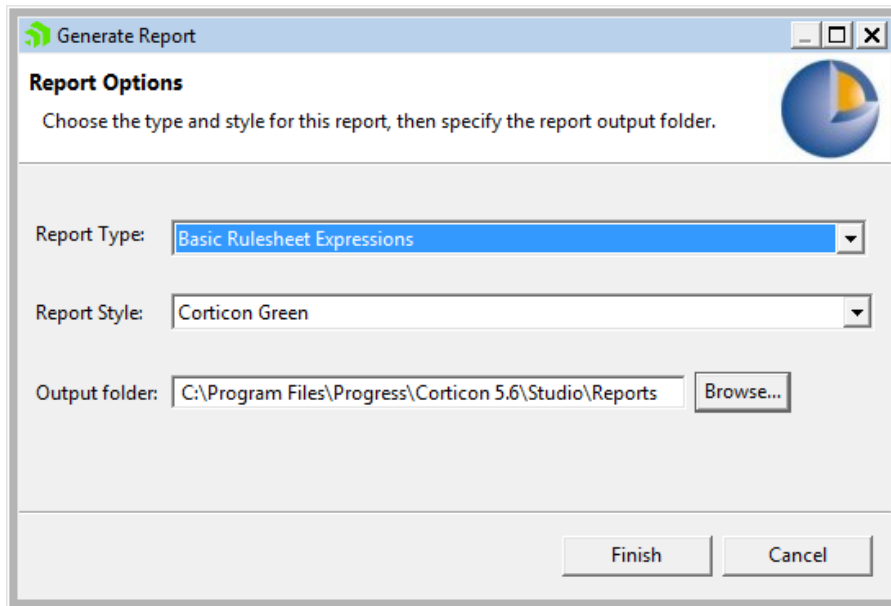 Generate Report
Report Options
Choose the type and style for this report, then specify the report output folder.
Report Type: Basic Rulesheet Expressions
Report Style: Corticon Green
Output folder: C:\Program Files\Progress\Corticon 5.6\Studio\Reports Browse...
Finish Cancel